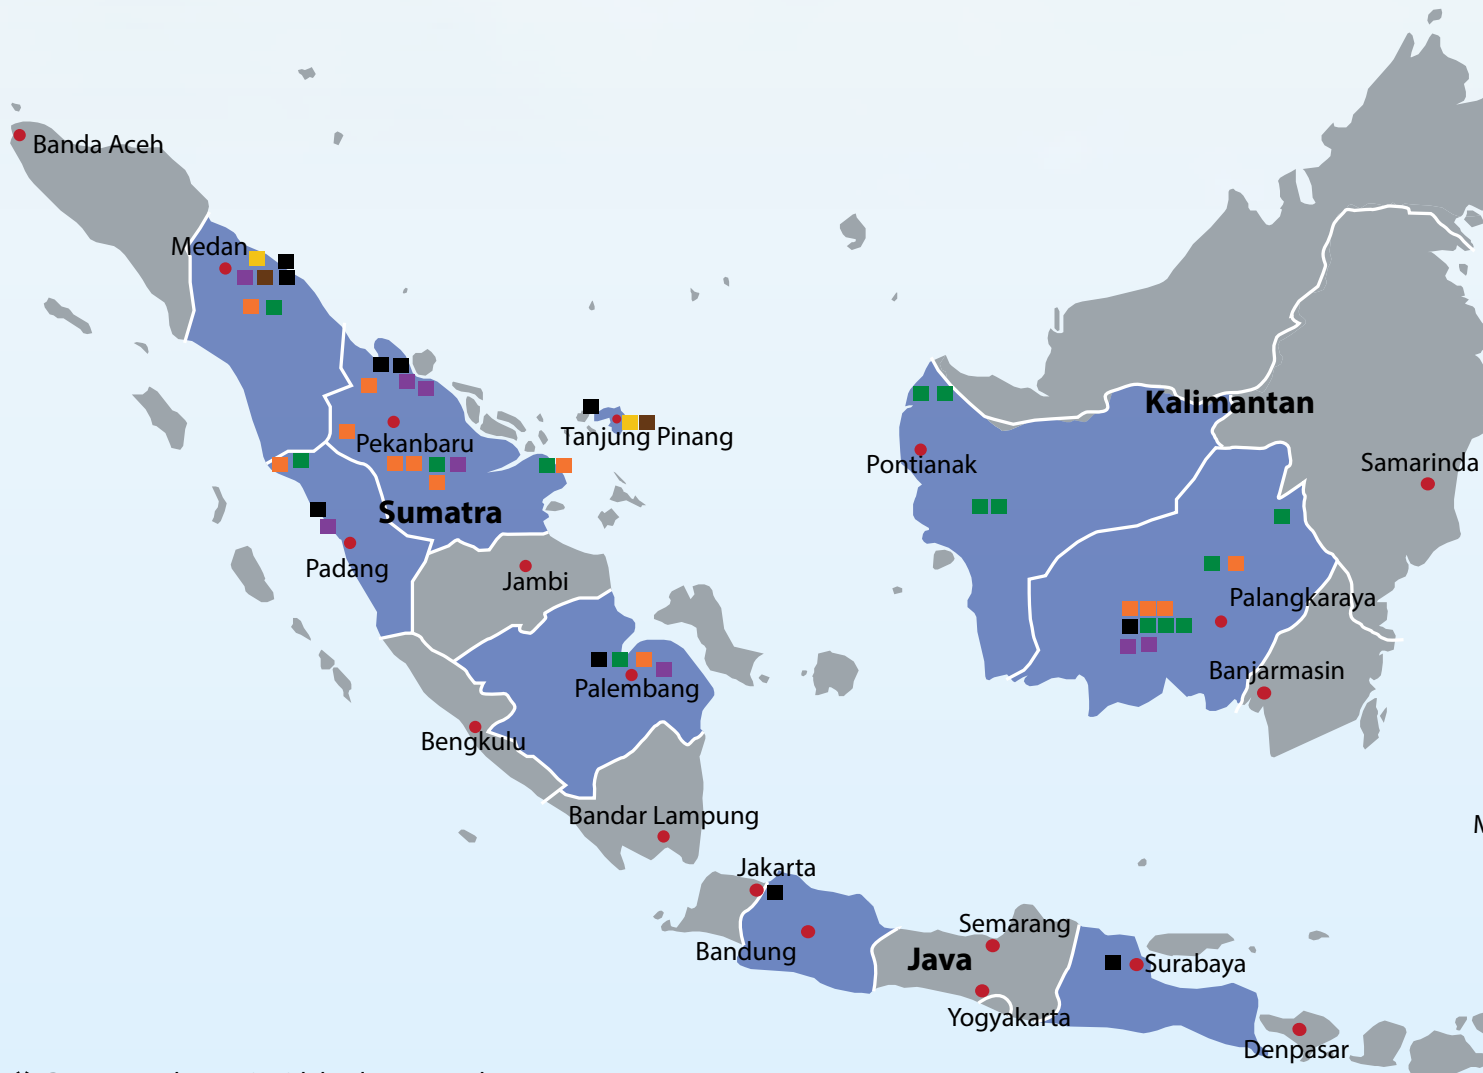 Banda Aceh
Medan
Kalimantan
Tanjung Pinang
Pekanbaru
Pontianak
Samarinda
Sumatra
Padang
Jambi
Palangkaraya
Banjarmasin
Palembang
Bengkulu
Bandar Lampung
Jakarta
Semarang
Bandung
Java
Surabaya
Yogyakarta
Denpasar